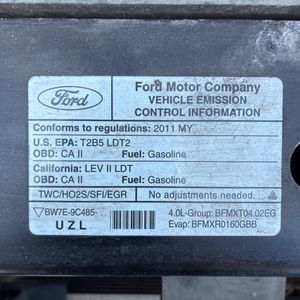 Ford
Ford Motor Company
VEHICLE EMISSION
CONTROL INFORMATION
Conforms to regulations: 2011 MY
U.S. EPA: T2B5 LDT2
OBD: CA II Fuel: Gasoline
California: LEV II LDT
OBD: CA II Fuel: Gasoline
TWC/HO2S/SFI/EGR No adjustments needed.
BW7E-9C485- 4.0L-Group: BFMXT04.02EG
UZL Evap: BFMXR0160GBB